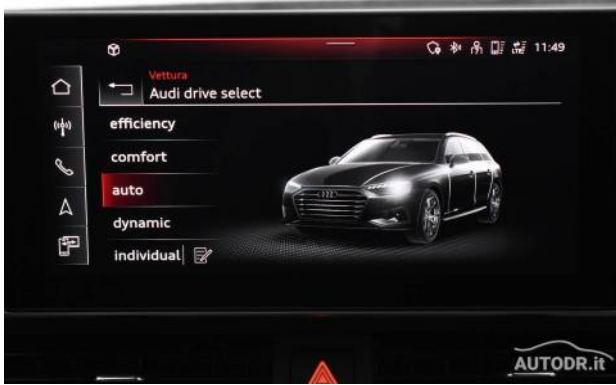 11:49
Vettura
Audi drive select
efficiency
comfort
auto
dynamic
individual
AUTODR.it